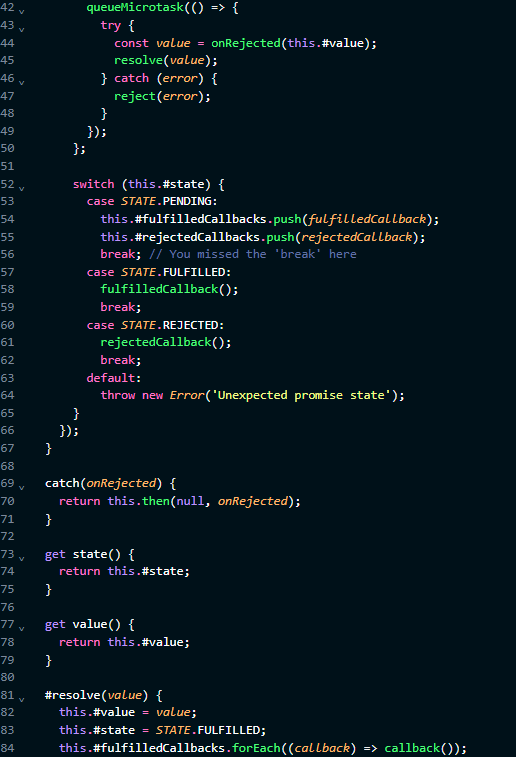 42 queueMicrotask(() => {
43 try {
44 const value = onRejected(this.#value);
45 resolve(value);
46 } catch (error) {
47 reject(error);
48 }
49 });
50 };
51
52 switch (this.#state) {
53 case STATE.PENDING:
54 this.#fulfilledCallbacks.push(fulfilledCallback);
55 this.#rejectedCallbacks.push(rejectedCallback);
56 break; // You missed the 'break' here
57 case STATE.FULFILLED:
58 fulfilledCallback();
59 break;
60 case STATE.REJECTED:
61 rejectedCallback();
62 break;
63 default:
64 throw new Error('Unexpected promise state');
65 }
66 });
67 }
68
69 catch(onRejected) {
70 return this.then(null, onRejected);
71 }
72
73 get state() {
74 return this.#state;
75 }
76
77 get value() {
78 return this.#value;
79 }
80
81 #resolve(value) {
82 this.#value = value;
83 this.#state = STATE.FULFILLED;
84 this.#fulfilledCallbacks.forEach((callback) => callback());